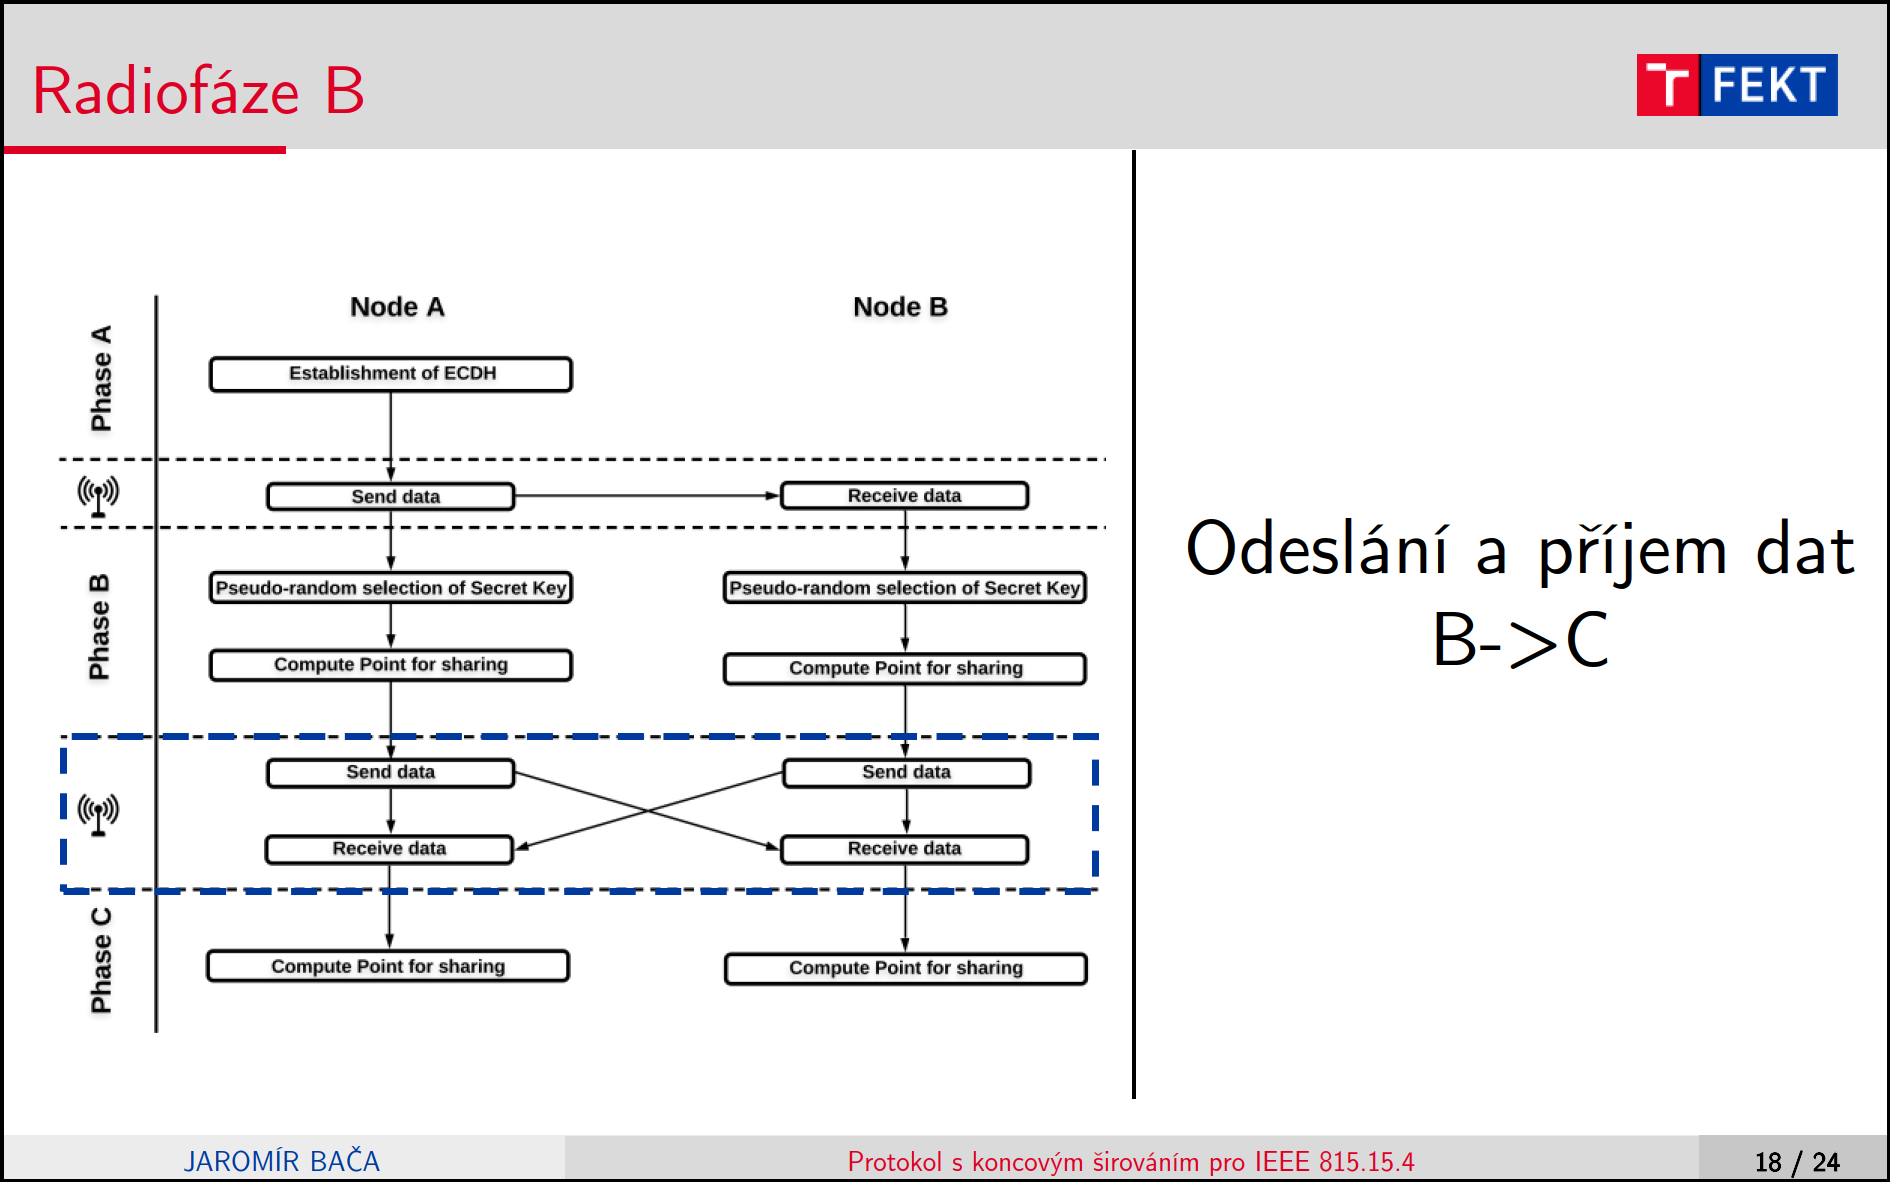 Radiofáze B
T FEKT
Node A
Node B
Phase A
Establishment of ECDH
Send data
Receive data
Phase B
Pseudo-random selection of Secret Key
Pseudo-random selection of Secret Key
Compute Point for sharing
Compute Point for sharing
Send data
Send data
Receive data
Receive data
Phase C
Compute Point for sharing
Compute Point for sharing
Odeslání a příjem dat
B->C
JAROMÍR BAČA
Protokol s koncovým širováním pro IEEE 815.15.4
18 / 24